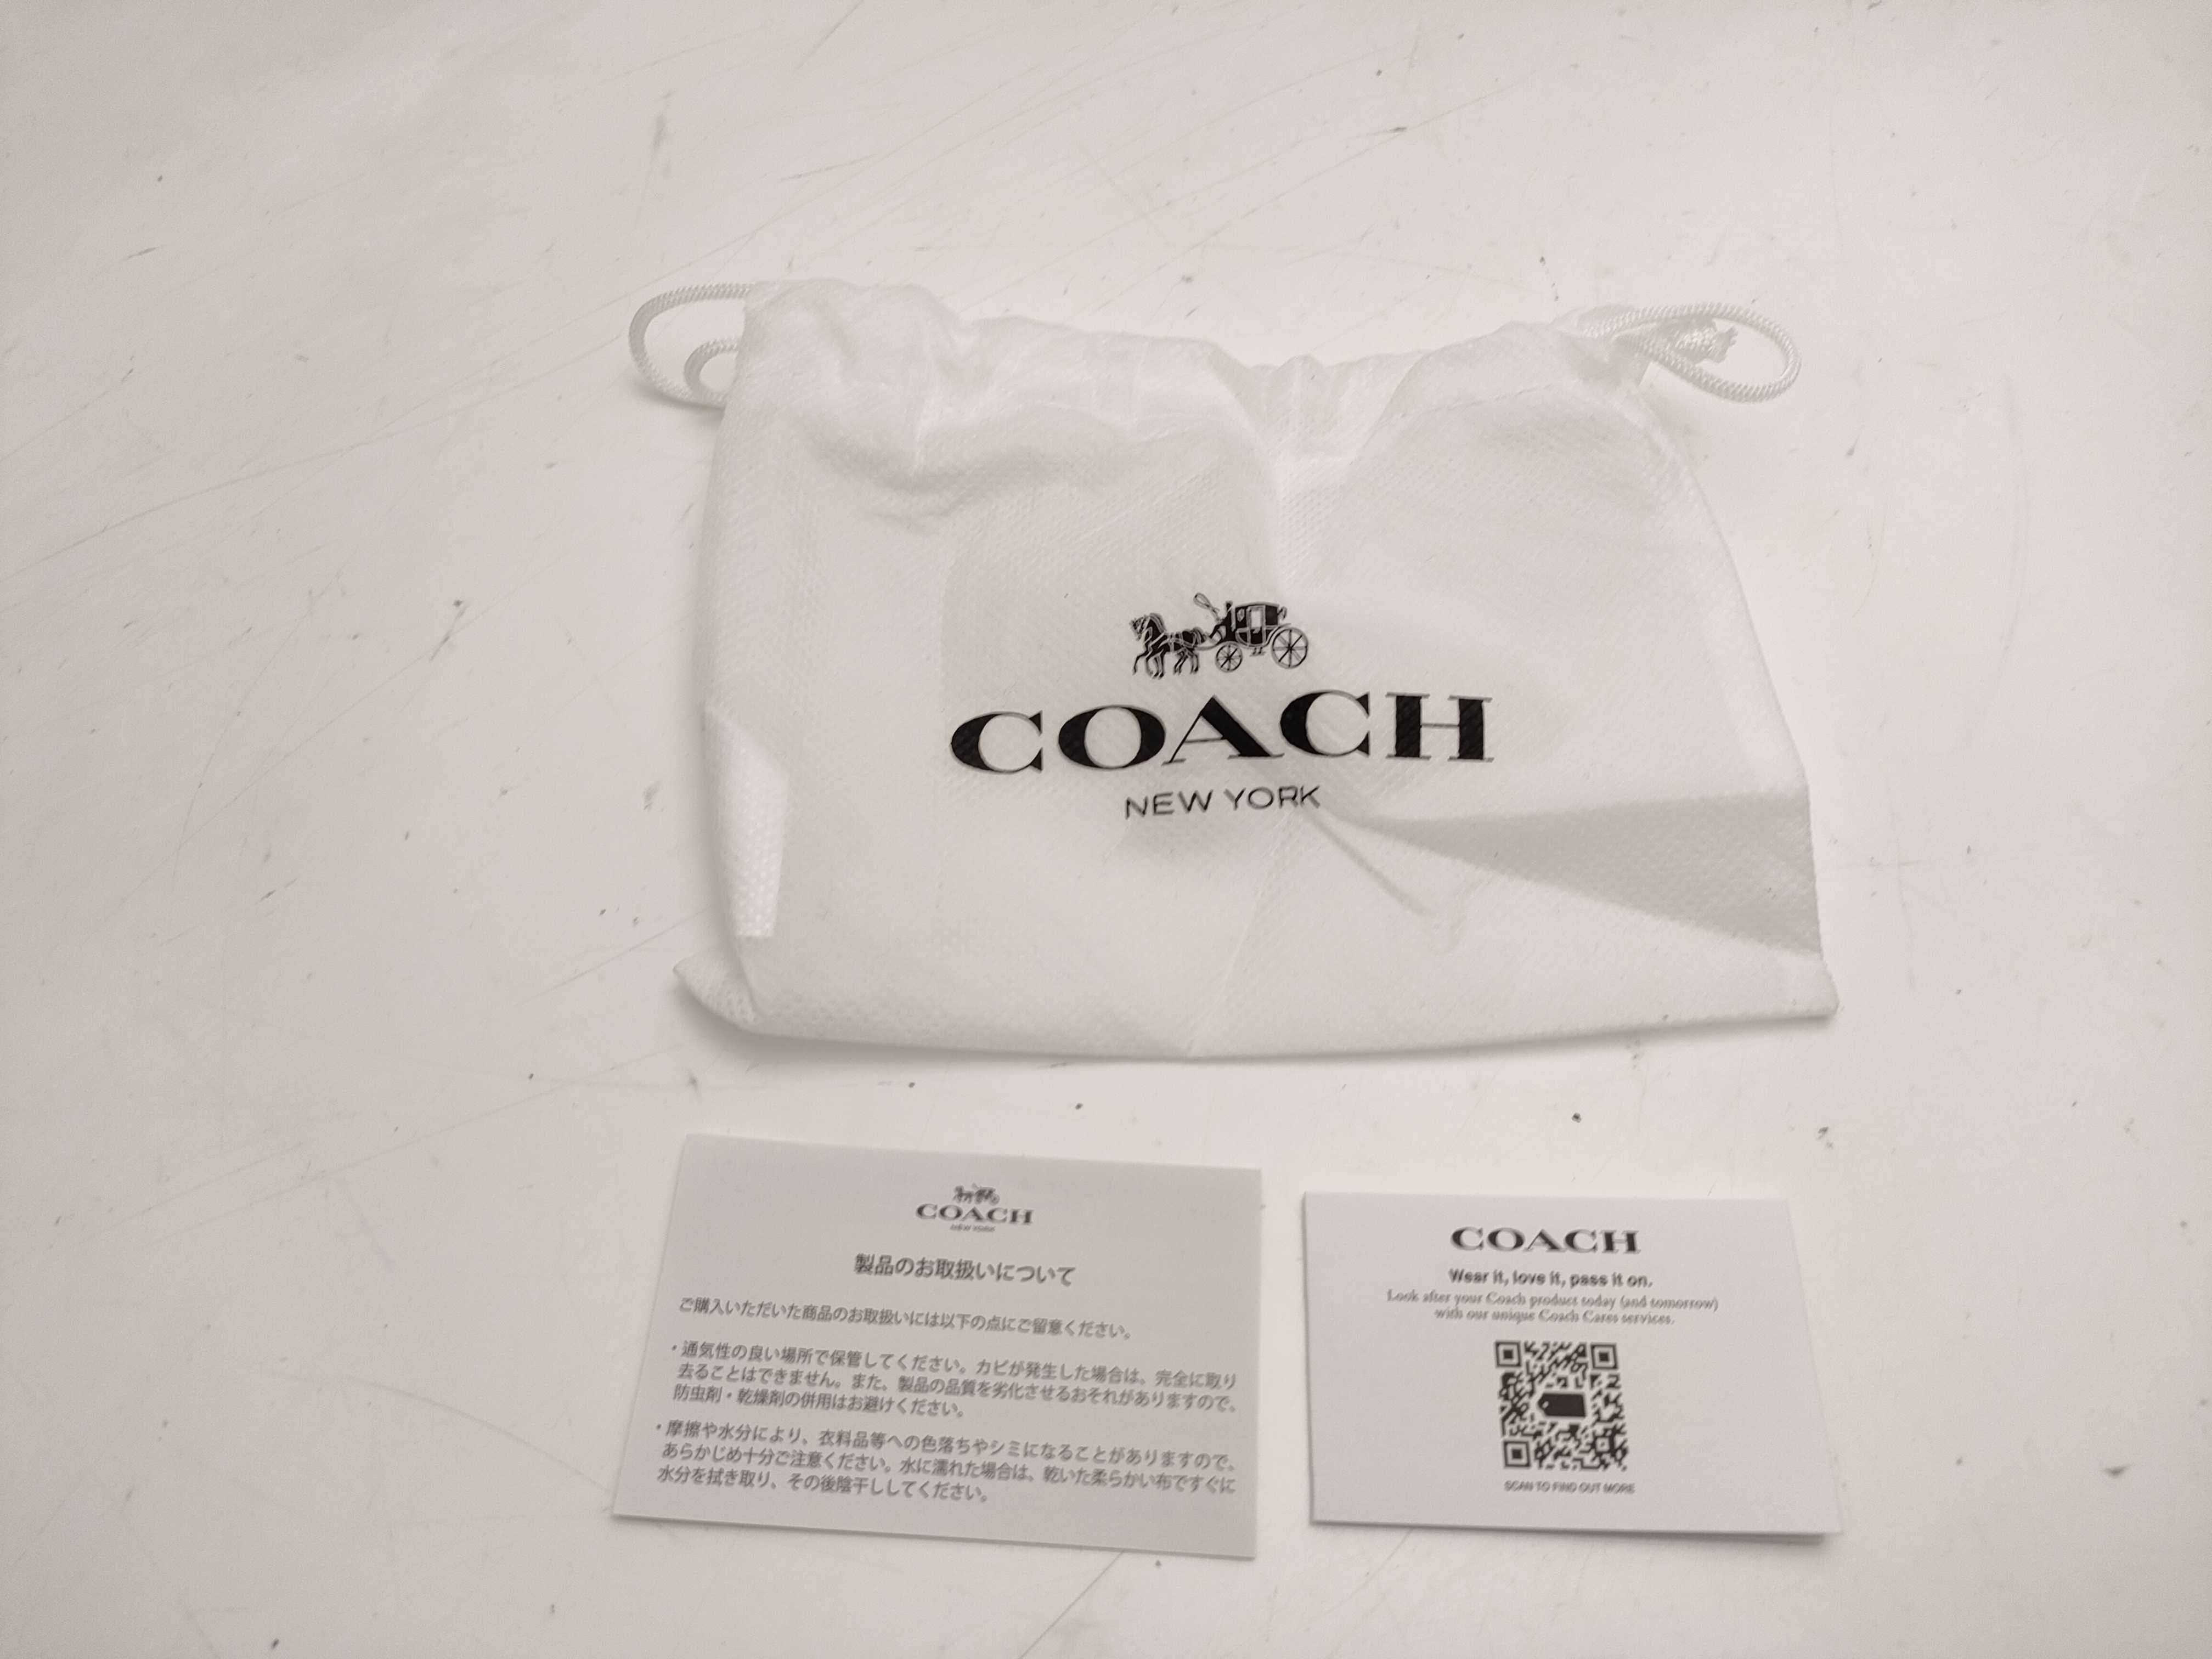 COACH
NEW YORK
COACH
NEW YORK
製品のお取扱いについて
ご購入いただいた商品のお取扱いには以下の点にご留意ください。
・通気性の良い場所で保管してください。カビが発生した場合は、完全に取り
去ることはできません。また、製品の品質を劣化させるおそれがありますので、
防虫剤・乾燥剤の併用はお避けください。
・摩擦や水分により、衣料品等への色落ちやシミになることがありますので、
あらかじめ十分ご注意ください。水に濡れた場合は、乾いた柔らかい布ですぐに
水分を拭き取り、その後陰干ししてください。
COACH
Wear it, love it, pass it on.
Look after your Coach product today (and tomorrow)
with our unique Coach Cares services.
SCAN TO FIND OUT MORE